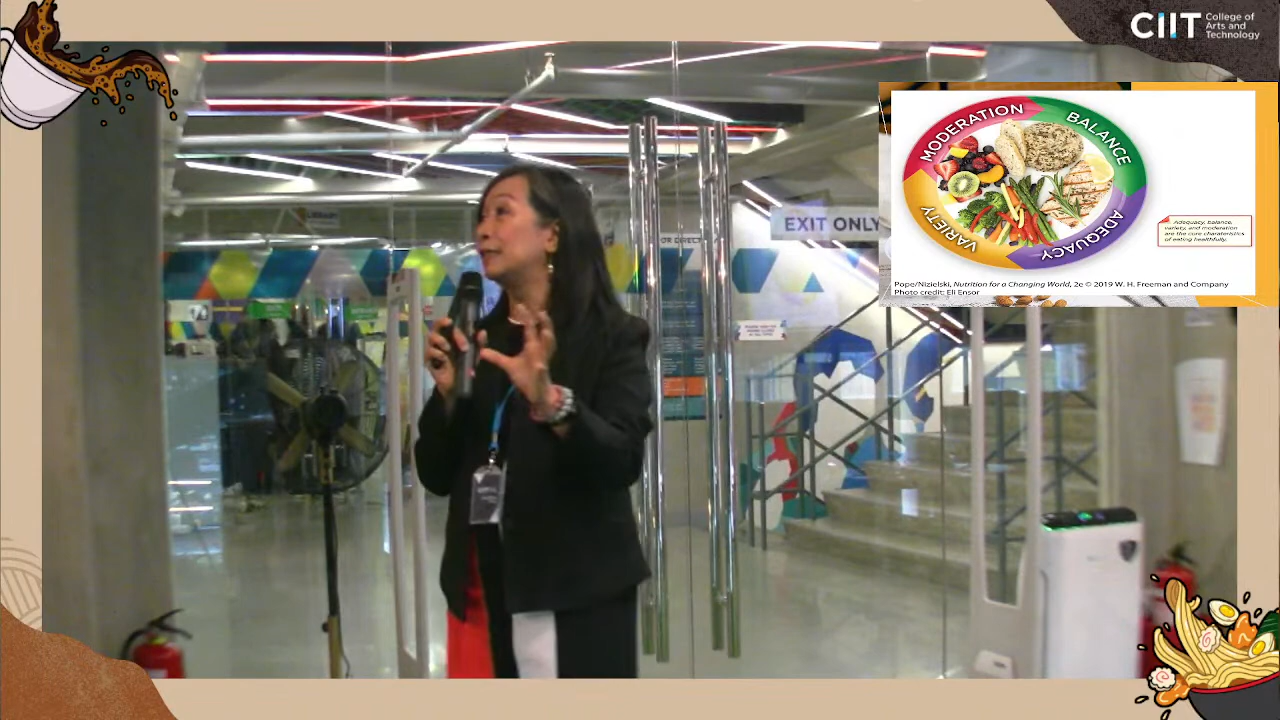 CIIT College of
Arts and
Technology
MODERATION
BALANCE
VARIETY
ADEQUACY
Adequacy, balance,
variety, and moderation
are the core charateristics
of eating healthfully.
Pope/Nizielski, Nutrition for a Changing World, 2e © 2019 W. H. Freeman and Company
Photo credit: Eli Ensor
LIBRARY
EXIT ONLY